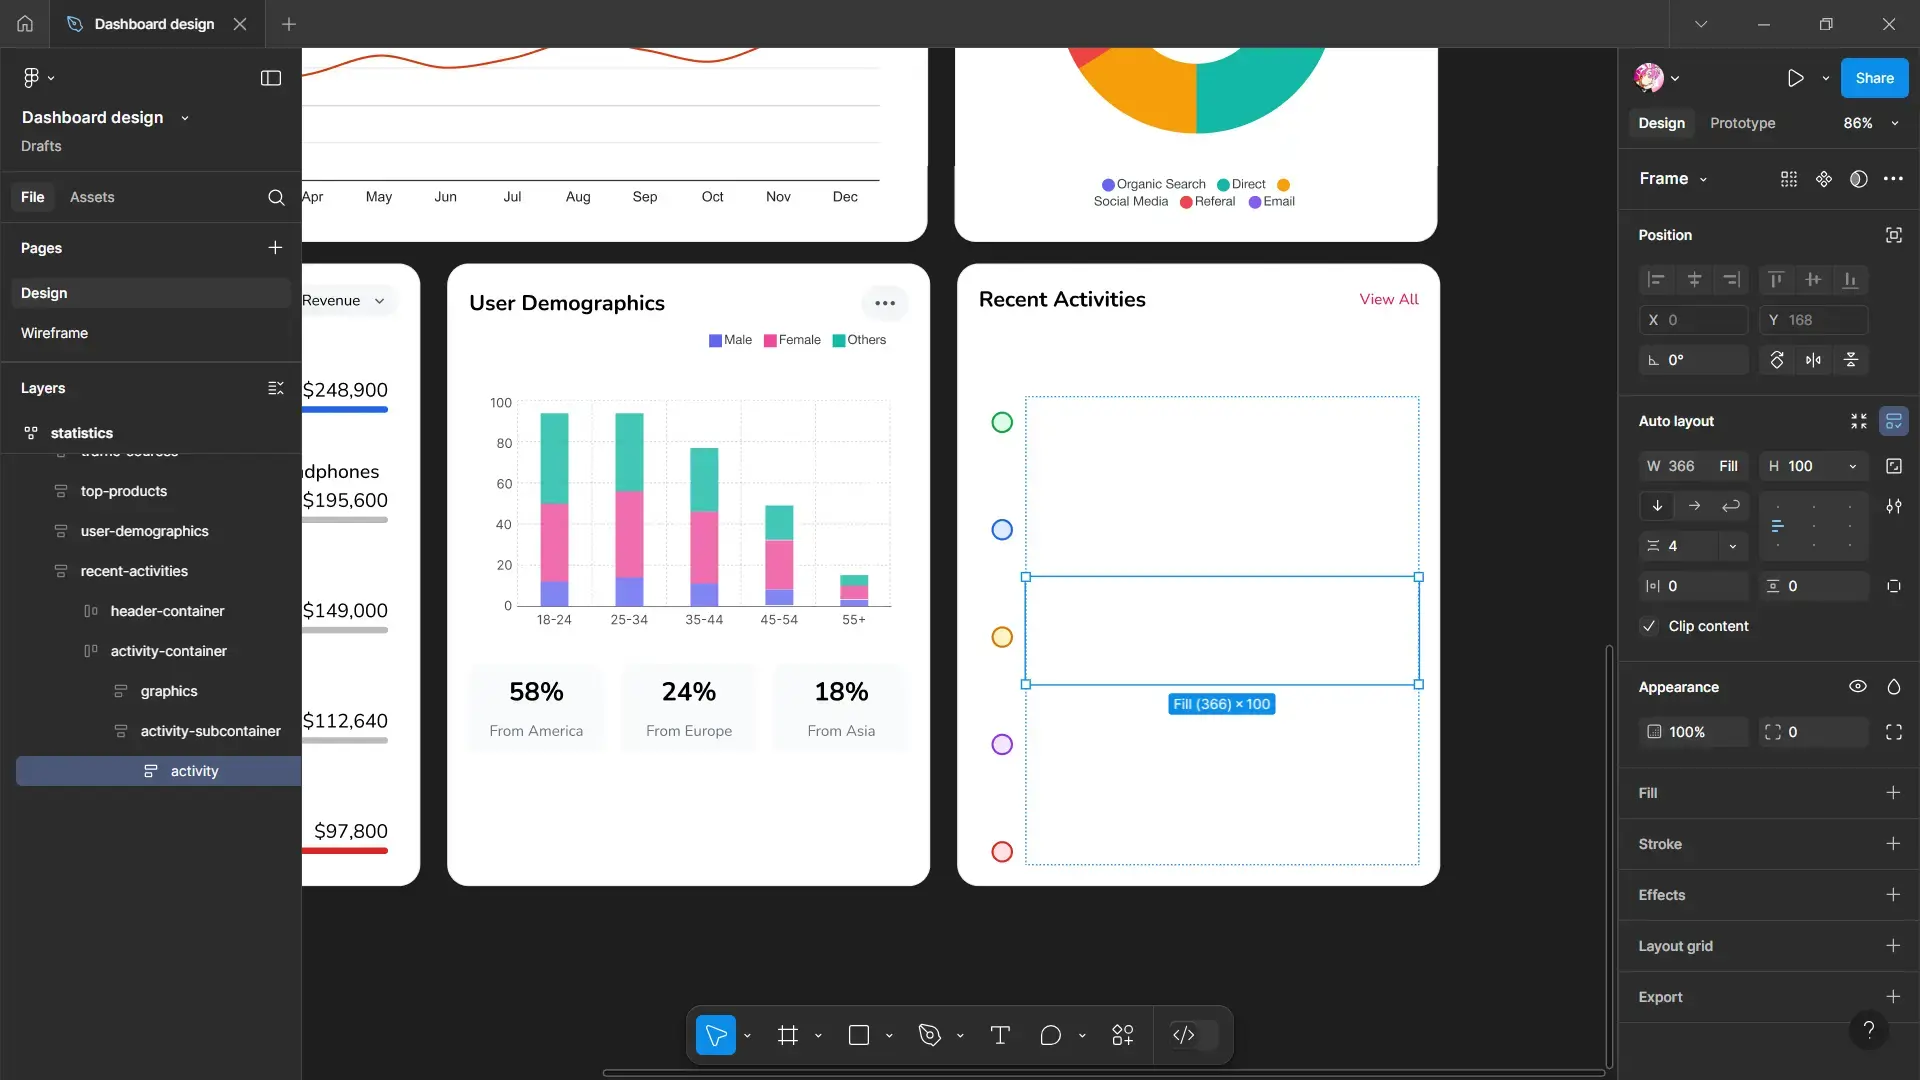 Dashboard design
Share
Dashboard design
Drafts
File
Assets
Pages
Design
Wireframe
Layers
statistics
top-products
user-demographics
recent-activities
header-container
activity-container
graphics
activity-subcontainer
activity
Apr
May
Jun
Jul
Aug
Sep
Oct
Nov
Dec
Organic Search
Direct
Social Media
Referal
Email
Revenue
$248,900
dphones
$195,600
$149,000
$112,640
$97,800
User Demographics
Male
Female
Others
100
80
60
40
20
0
18-24
25-34
35-44
45-54
55+
58%
From America
24%
From Europe
18%
From Asia
Recent Activities
View All
Fill (366) × 100
Design
Prototype
86%
Frame
Position
X 0
Y 168
0°
Auto layout
W 366 Fill
H 100
4
0
0
Clip content
Appearance
100%
0
Fill
Stroke
Effects
Layout grid
Export
?